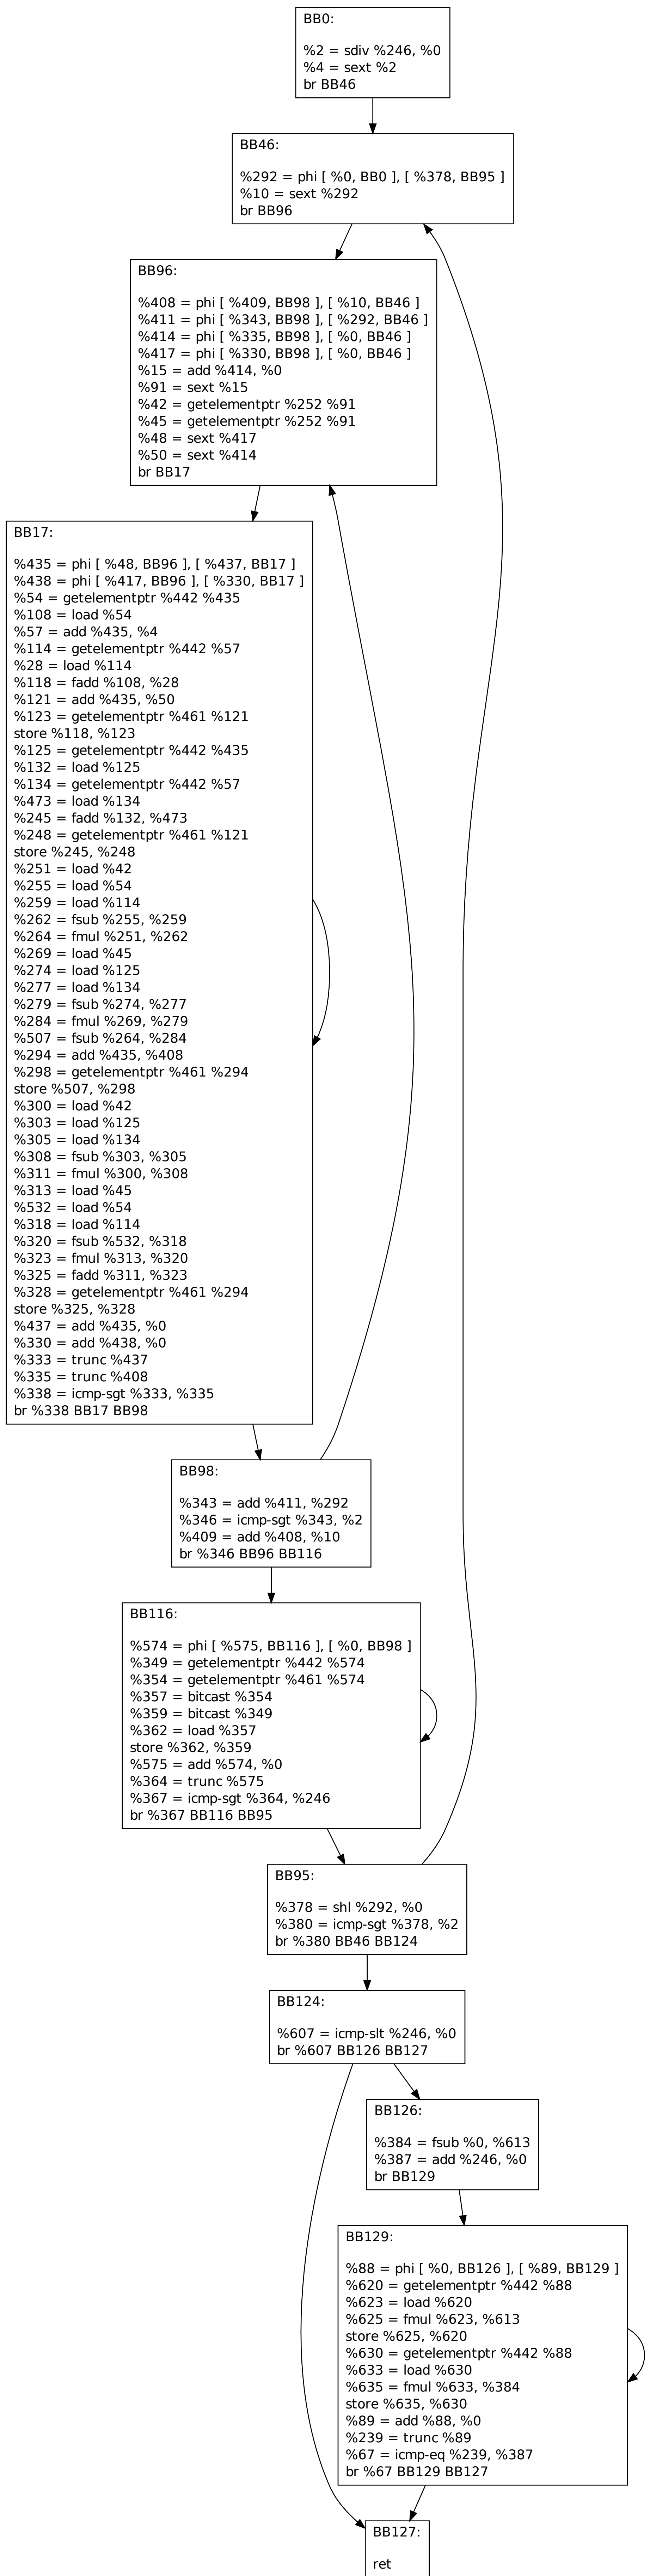 BB0:
%2 = sdiv %246, %0
%4 = sext %2
br BB46
BB46:
%292 = phi [ %0, BB0 ], [ %378, BB95 ]
%10 = sext %292
br BB96
BB96:
%408 = phi [ %409, BB98 ], [ %10, BB46 ]
%411 = phi [ %343, BB98 ], [ %292, BB46 ]
%414 = phi [ %335, BB98 ], [ %0, BB46 ]
%417 = phi [ %330, BB98 ], [ %0, BB46 ]
%15 = add %414, %0
%91 = sext %15
%42 = getelementptr %252 %91
%45 = getelementptr %252 %91
%48 = sext %417
%50 = sext %414
br BB17
BB17:
%435 = phi [ %48, BB96 ], [ %437, BB17 ]
%438 = phi [ %417, BB96 ], [ %330, BB17 ]
%54 = getelementptr %442 %435
%108 = load %54
%57 = add %435, %4
%114 = getelementptr %442 %57
%28 = load %114
%118 = fadd %108, %28
%121 = add %435, %50
%123 = getelementptr %461 %121
store %118, %123
%125 = getelementptr %442 %435
%132 = load %125
%134 = getelementptr %442 %57
%473 = load %134
%245 = fadd %132, %473
%248 = getelementptr %461 %121
store %245, %248
%251 = load %42
%255 = load %54
%259 = load %114
%262 = fsub %255, %259
%264 = fmul %251, %262
%269 = load %45
%274 = load %125
%277 = load %134
%279 = fsub %274, %277
%284 = fmul %269, %279
%507 = fsub %264, %284
%294 = add %435, %408
%298 = getelementptr %461 %294
store %507, %298
%300 = load %42
%303 = load %125
%305 = load %134
%308 = fsub %303, %305
%311 = fmul %300, %308
%313 = load %45
%532 = load %54
%318 = load %114
%320 = fsub %532, %318
%323 = fmul %313, %320
%325 = fadd %311, %323
%328 = getelementptr %461 %294
store %325, %328
%437 = add %435, %0
%330 = add %438, %0
%333 = trunc %437
%335 = trunc %408
%338 = icmp-sgt %333, %335
br %338 BB17 BB98
BB98:
%343 = add %411, %292
%346 = icmp-sgt %343, %2
%409 = add %408, %10
br %346 BB96 BB116
BB116:
%574 = phi [ %575, BB116 ], [ %0, BB98 ]
%349 = getelementptr %442 %574
%354 = getelementptr %461 %574
%357 = bitcast %354
%359 = bitcast %349
%362 = load %357
store %362, %359
%575 = add %574, %0
%364 = trunc %575
%367 = icmp-sgt %364, %246
br %367 BB116 BB95
BB95:
%378 = shl %292, %0
%380 = icmp-sgt %378, %2
br %380 BB46 BB124
BB124:
%607 = icmp-slt %246, %0
br %607 BB126 BB127
BB126:
%384 = fsub %0, %613
%387 = add %246, %0
br BB129
BB129:
%88 = phi [ %0, BB126 ], [ %89, BB129 ]
%620 = getelementptr %442 %88
%623 = load %620
%625 = fmul %623, %613
store %625, %620
%630 = getelementptr %442 %88
%633 = load %630
%635 = fmul %633, %384
store %635, %630
%89 = add %88, %0
%239 = trunc %89
%67 = icmp-eq %239, %387
br %67 BB129 BB127
BB127:
ret